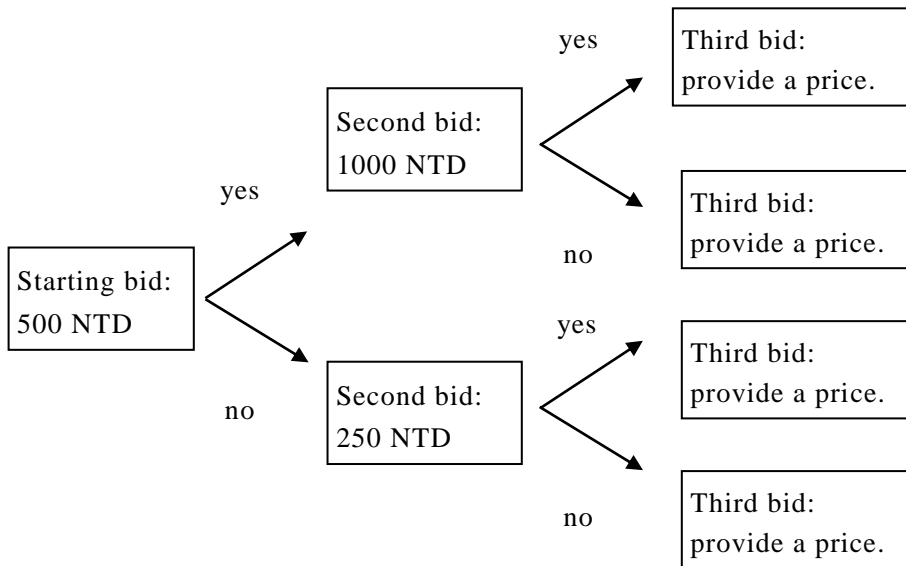 Starting bid:
500 NTD
yes
no
Second bid:
1000 NTD
Second bid:
250 NTD
yes
no
yes
no
Third bid:
provide a price.
Third bid:
provide a price.
Third bid:
provide a price.
Third bid:
provide a price.